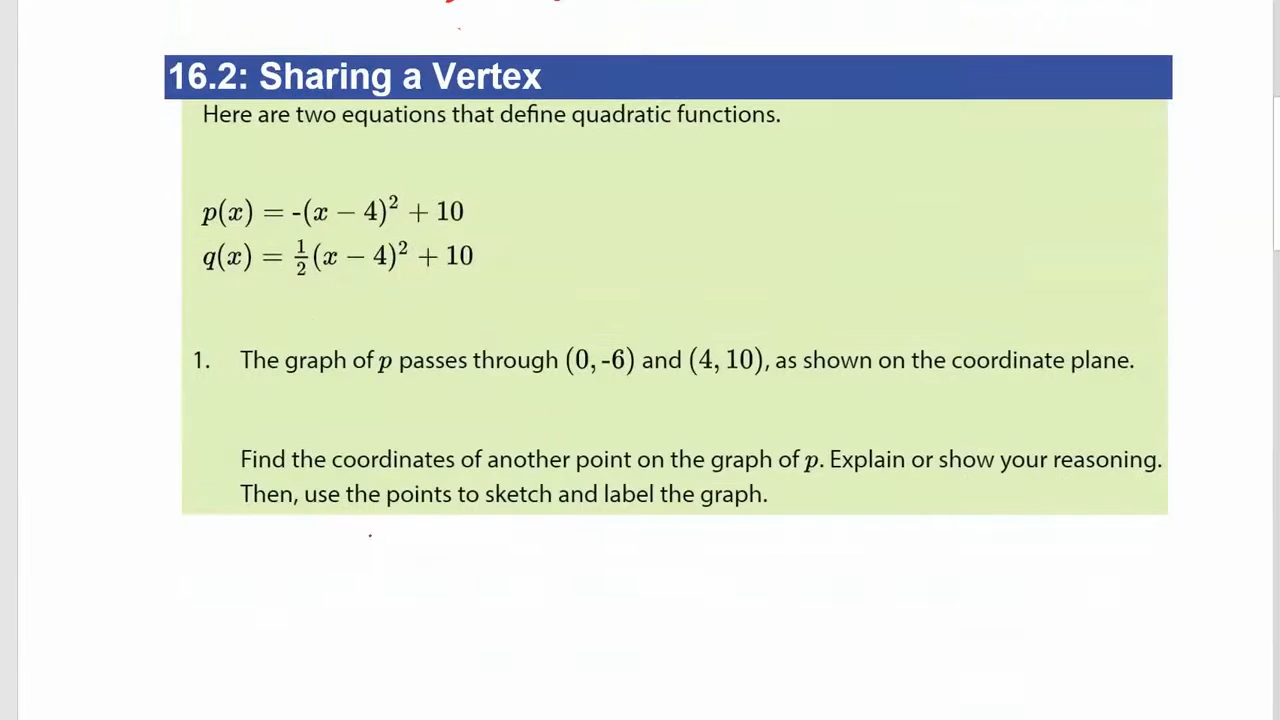 16.2: Sharing a Vertex
Here are two equations that define quadratic functions.
p(x) = -(x − 4)² + 10
q(x) = ½(x − 4)² + 10
1. The graph of p passes through (0, -6) and (4, 10), as shown on the coordinate plane.
Find the coordinates of another point on the graph of p. Explain or show your reasoning.
Then, use the points to sketch and label the graph.